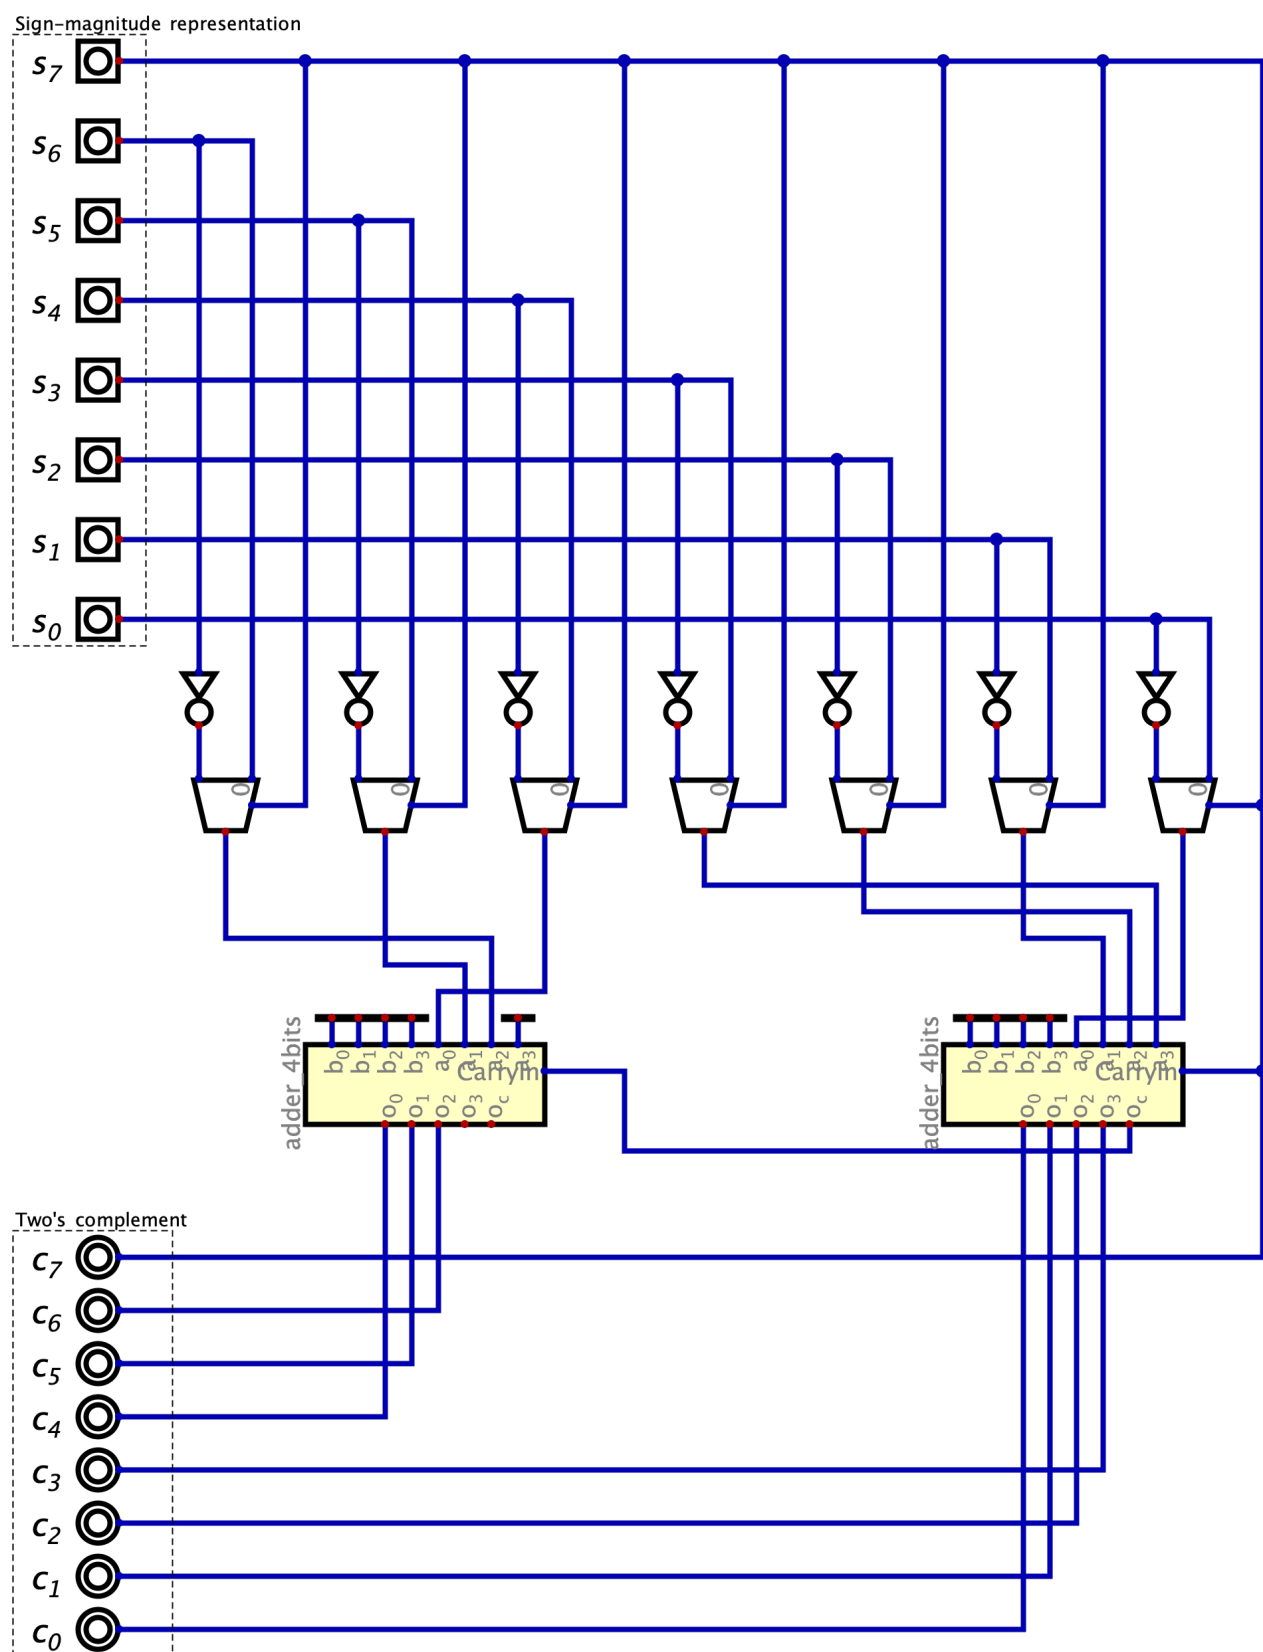 Sign-magnitude representation
s7
s6
s5
s4
s3
s2
s1
s0
0 0 0 0 0 0 0
adder_4bits
b0 b1 b2 b3 a0 a1 a2 a3
CarryIn
o0 o1 o2 o3 oc
adder_4bits
b0 b1 b2 b3 a0 a1 a2 a3
CarryIn
o0 o1 o2 o3 oc
Two's complement
c7
c6
c5
c4
c3
c2
c1
c0